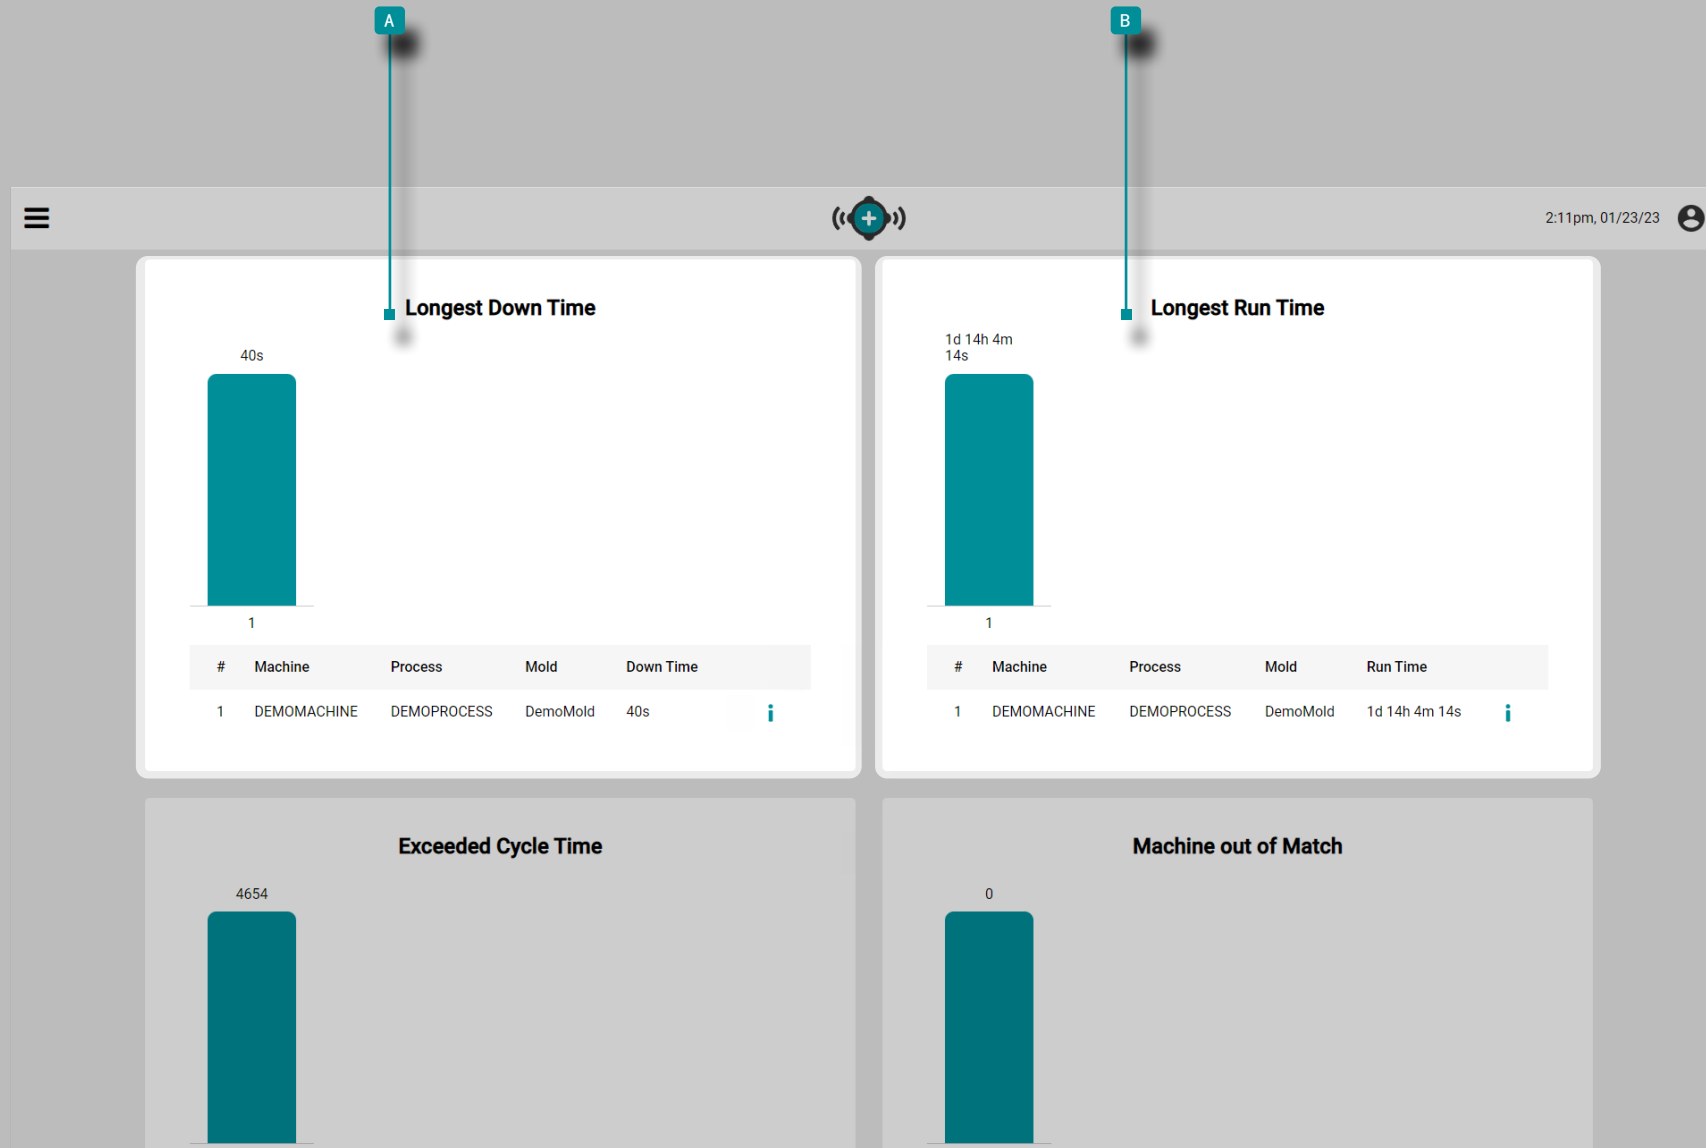 A
B
2:11pm, 01/23/23
Longest Down Time
40s
1
# Machine Process Mold Down Time
1 DEMOMACHINE DEMOPROCESS DemoMold 40s
Longest Run Time
1d 14h 4m
14s
1
# Machine Process Mold Run Time
1 DEMOMACHINE DEMOPROCESS DemoMold 1d 14h 4m 14s
Exceeded Cycle Time
4654
Machine out of Match
0